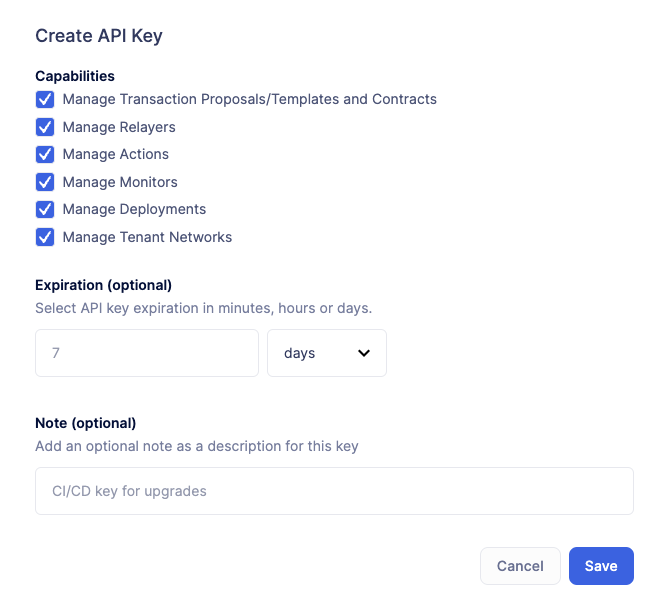 Create API Key
Capabilities
Manage Transaction Proposals/Templates and Contracts
Manage Relayers
Manage Actions
Manage Monitors
Manage Deployments
Manage Tenant Networks
Expiration (optional)
Select API key expiration in minutes, hours or days.
7 days
Note (optional)
Add an optional note as a description for this key
CI/CD key for upgrades
Cancel Save